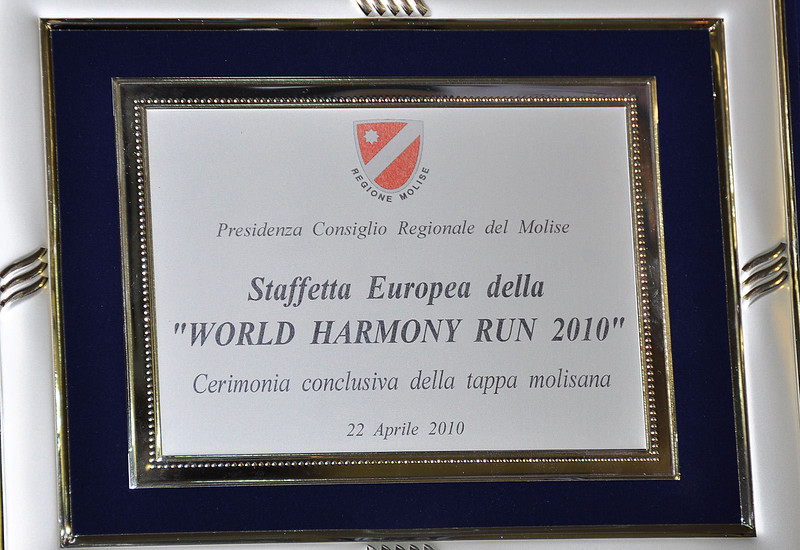 REGIONE MOLISE
Presidenza Consiglio Regionale del Molise
Staffetta Europea della
"WORLD HARMONY RUN 2010"
Cerimonia conclusiva della tappa molisana
22 Aprile 2010